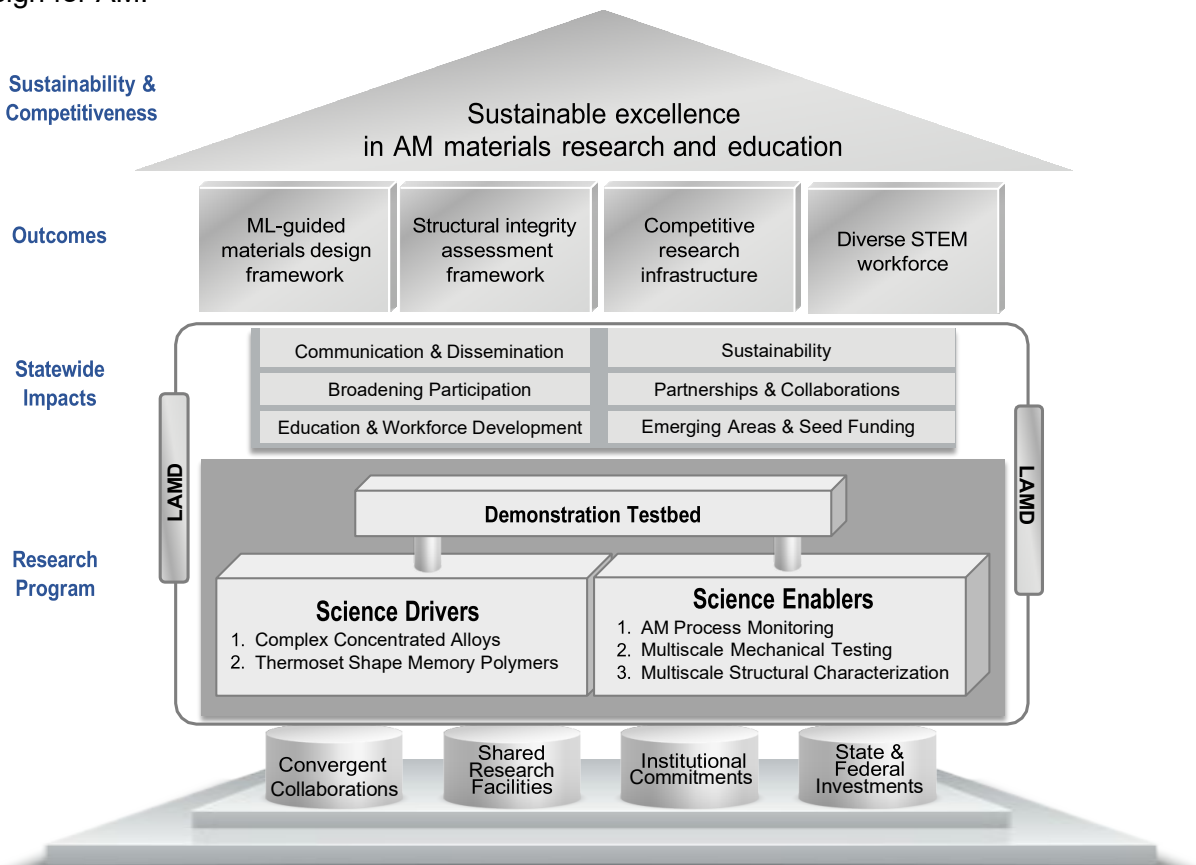 sign for AM.
Sustainability &
Competitiveness
Sustainable excellence
in AM materials research and education
Outcomes
ML-guided
materials design
framework
Structural integrity
assessment
framework
Competitive
research
infrastructure
Diverse STEM
workforce
Statewide
Impacts
Communication & Dissemination
Sustainability
Broadening Participation
Partnerships & Collaborations
Education & Workforce Development
Emerging Areas & Seed Funding
LAMD
LAMD
Research
Program
Demonstration Testbed
Science Drivers
1. Complex Concentrated Alloys
2. Thermoset Shape Memory Polymers
Science Enablers
1. AM Process Monitoring
2. Multiscale Mechanical Testing
3. Multiscale Structural Characterization
Convergent
Collaborations
Shared
Research
Facilities
Institutional
Commitments
State &
Federal
Investments